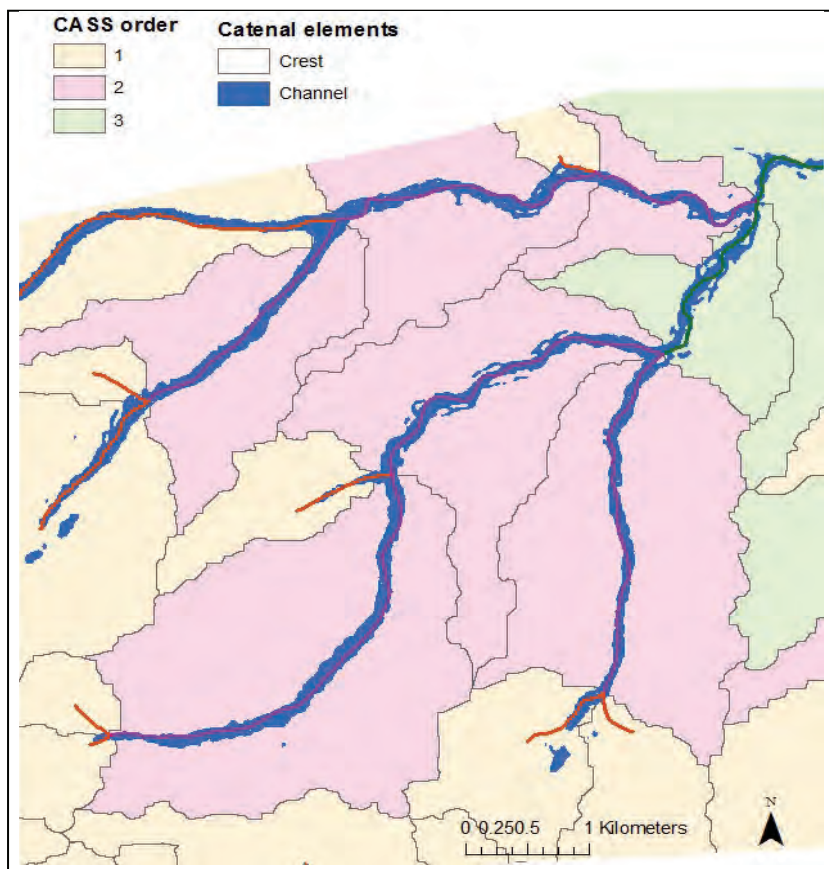 CASS order
1
2
3
Catenal elements
Crest
Channel
N
0 0.250.5 1 Kilometers